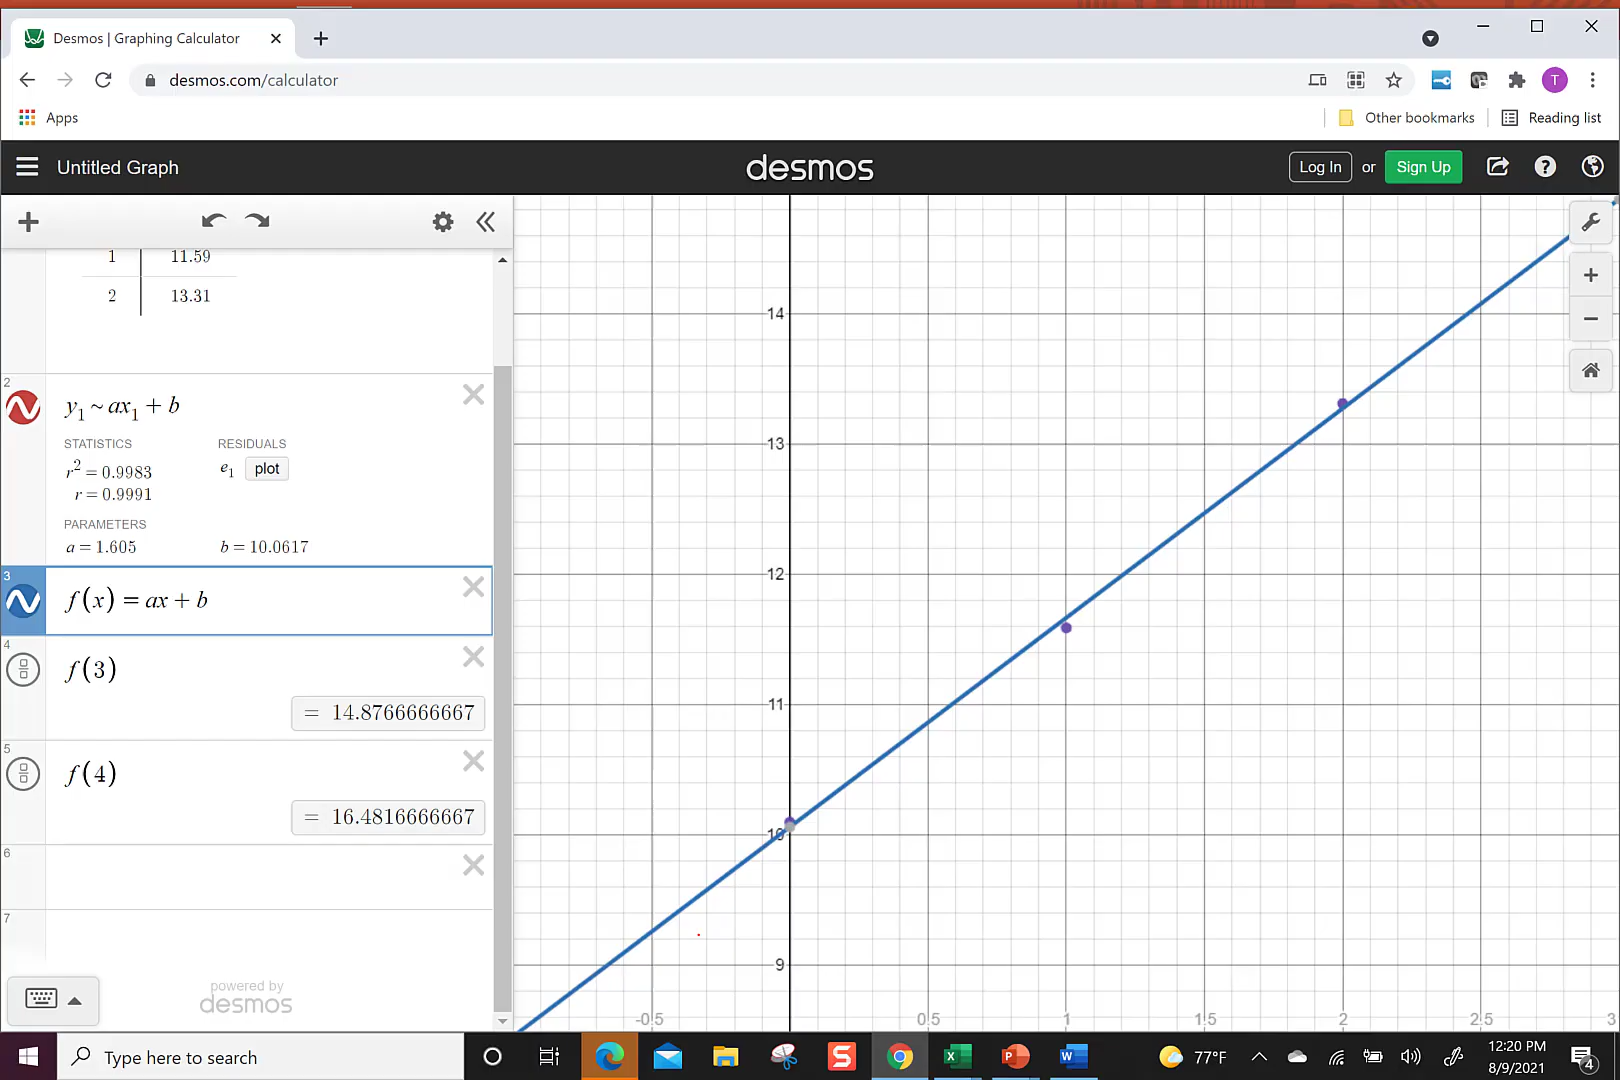 Desmos | Graphing Calculator
desmos.com/calculator
T
Apps
Other bookmarks
Reading list
Untitled Graph
desmos
Log In or Sign Up
1 11.59
2 13.31
2
y₁ ~ ax₁ + b
STATISTICS
RESIDUALS
r² = 0.9983
e₁ plot
r = 0.9991
PARAMETERS
a = 1.605
b = 10.0617
3
f(x) = ax + b
4
f(3)
= 14.8766666667
5
f(4)
= 16.4816666667
6
7
powered by
desmos
14
13
12
11
10
9
-0.5
0.5
1
1.5
2
2.5
3
Type here to search
77°F
12:20 PM
8/9/2021
4